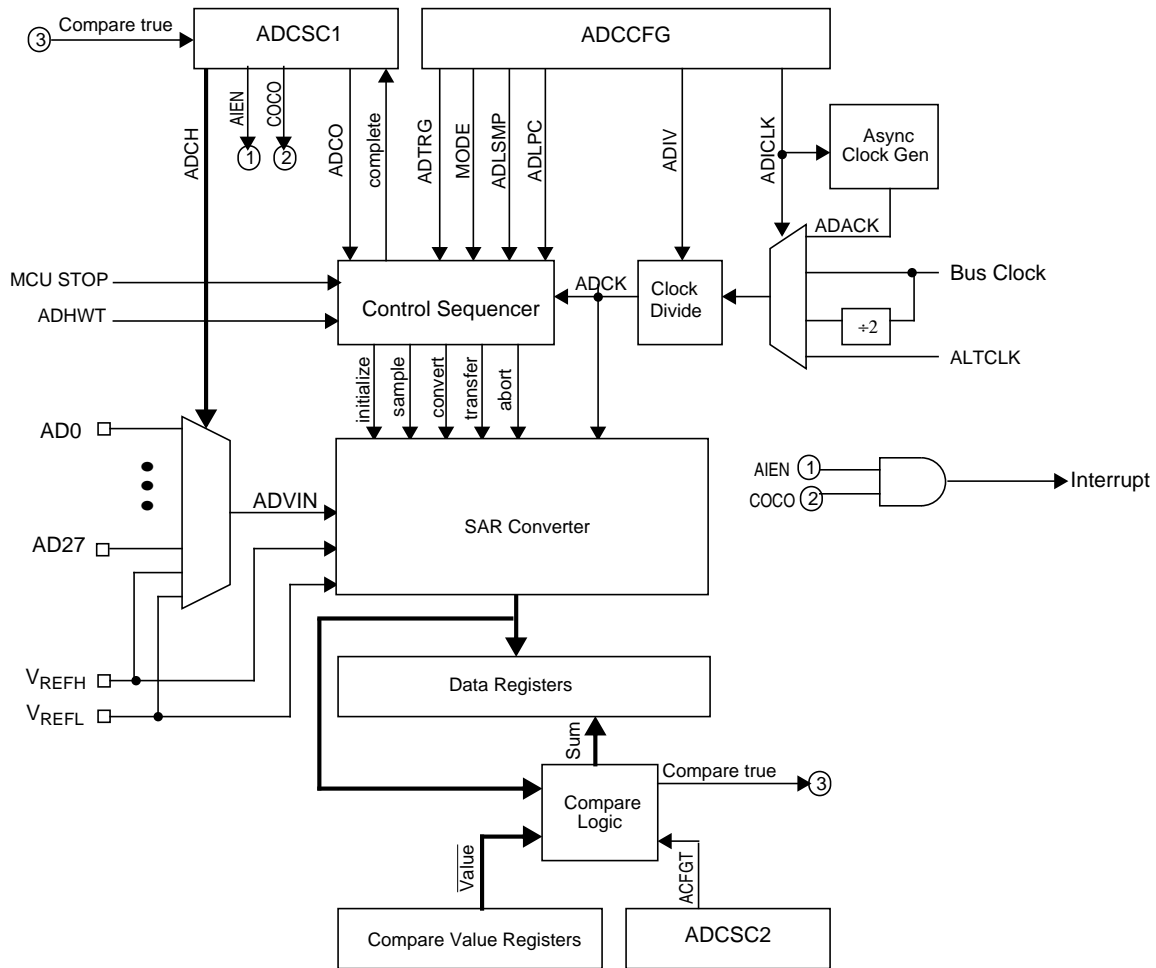 3
Compare true
ADCSC1
ADCCFG
ADCH
AIEN
1
COCO
2
ADCO
complete
ADTRG
MODE
ADLSMP
ADLPC
ADIV
ADICLK
Async
Clock Gen
ADACK
MCU STOP
ADHWT
Control Sequencer
ADCK
Clock
Divide
Bus Clock
÷2
ALTCLK
initialize
sample
convert
transfer
abort
AD0
AD27
ADVIN
SAR Converter
AIEN 1
COCO 2
Interrupt
VREFH
VREFL
Data Registers
Sum
Compare true
3
Compare
Logic
Value
ACFGT
Compare Value Registers
ADCSC2